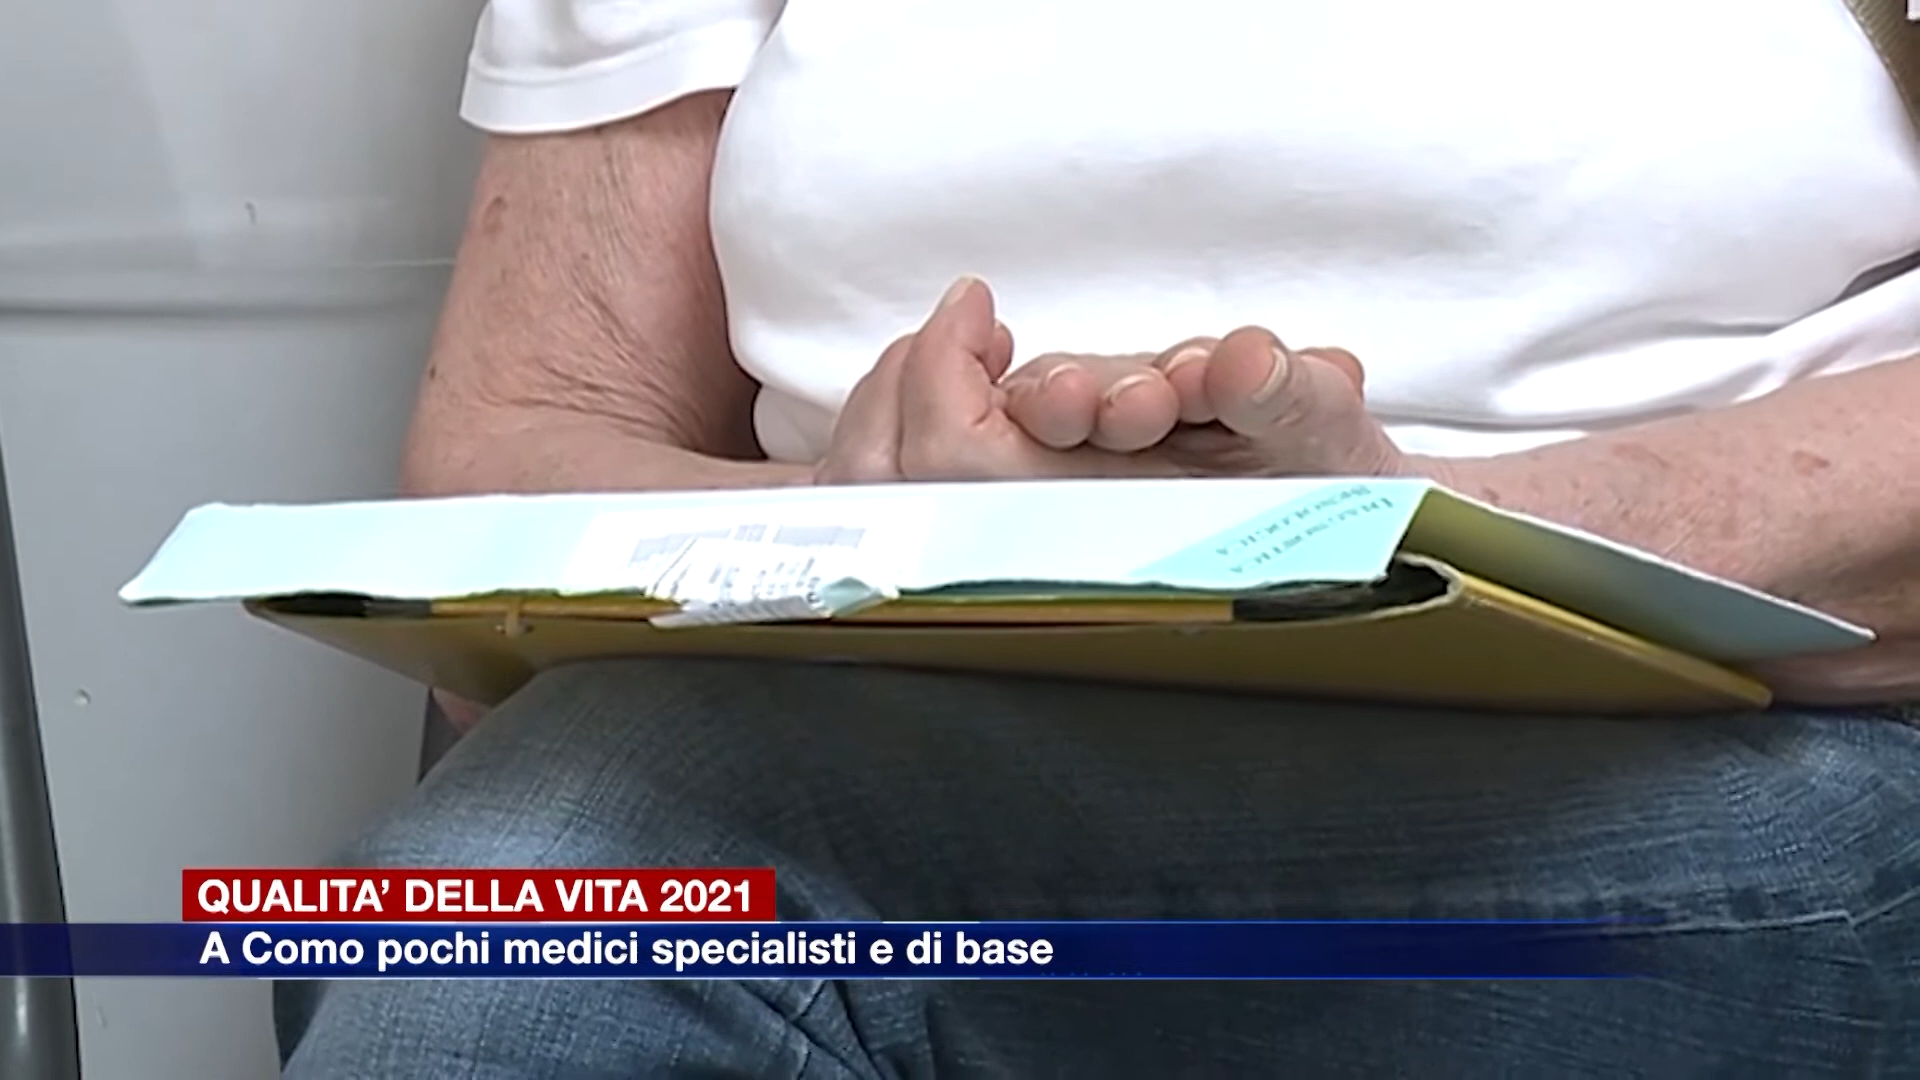 QUALITA’ DELLA VITA 2021
A Como pochi medici specialisti e di base